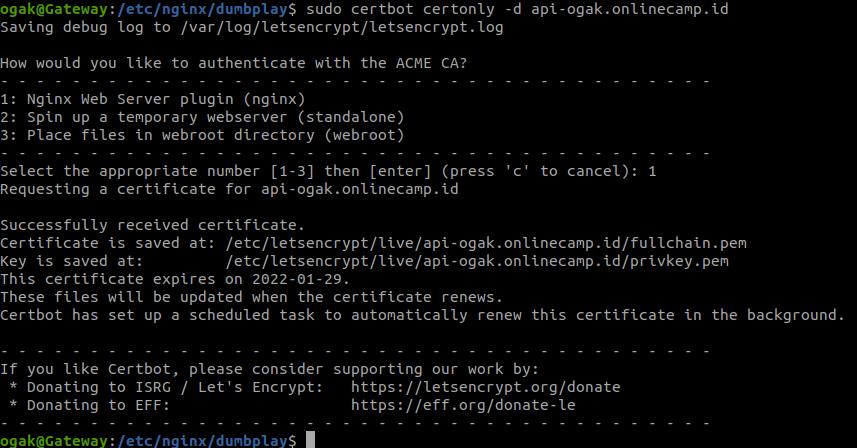 ogak@Gateway:/etc/nginx/dumbplay$ sudo certbot certonly -d api-ogak.onlinecamp.id
Saving debug log to /var/log/letsencrypt/letsencrypt.log
How would you like to authenticate with the ACME CA?
- - - - - - - - - - - - - - - - - - - - - - - - - - - - - - - - - - - - - - - -
1: Nginx Web Server plugin (nginx)
2: Spin up a temporary webserver (standalone)
3: Place files in webroot directory (webroot)
- - - - - - - - - - - - - - - - - - - - - - - - - - - - - - - - - - - - - - - -
Select the appropriate number [1-3] then [enter] (press 'c' to cancel): 1
Requesting a certificate for api-ogak.onlinecamp.id
Successfully received certificate.
Certificate is saved at: /etc/letsencrypt/live/api-ogak.onlinecamp.id/fullchain.pem
Key is saved at:         /etc/letsencrypt/live/api-ogak.onlinecamp.id/privkey.pem
This certificate expires on 2022-01-29.
These files will be updated when the certificate renews.
Certbot has set up a scheduled task to automatically renew this certificate in the background.
- - - - - - - - - - - - - - - - - - - - - - - - - - - - - - - - - - - - - - - -
If you like Certbot, please consider supporting our work by:
 * Donating to ISRG / Let's Encrypt:   https://letsencrypt.org/donate
 * Donating to EFF:                    https://eff.org/donate-le
- - - - - - - - - - - - - - - - - - - - - - - - - - - - - - - - - - - - - - - -
ogak@Gateway:/etc/nginx/dumbplay$